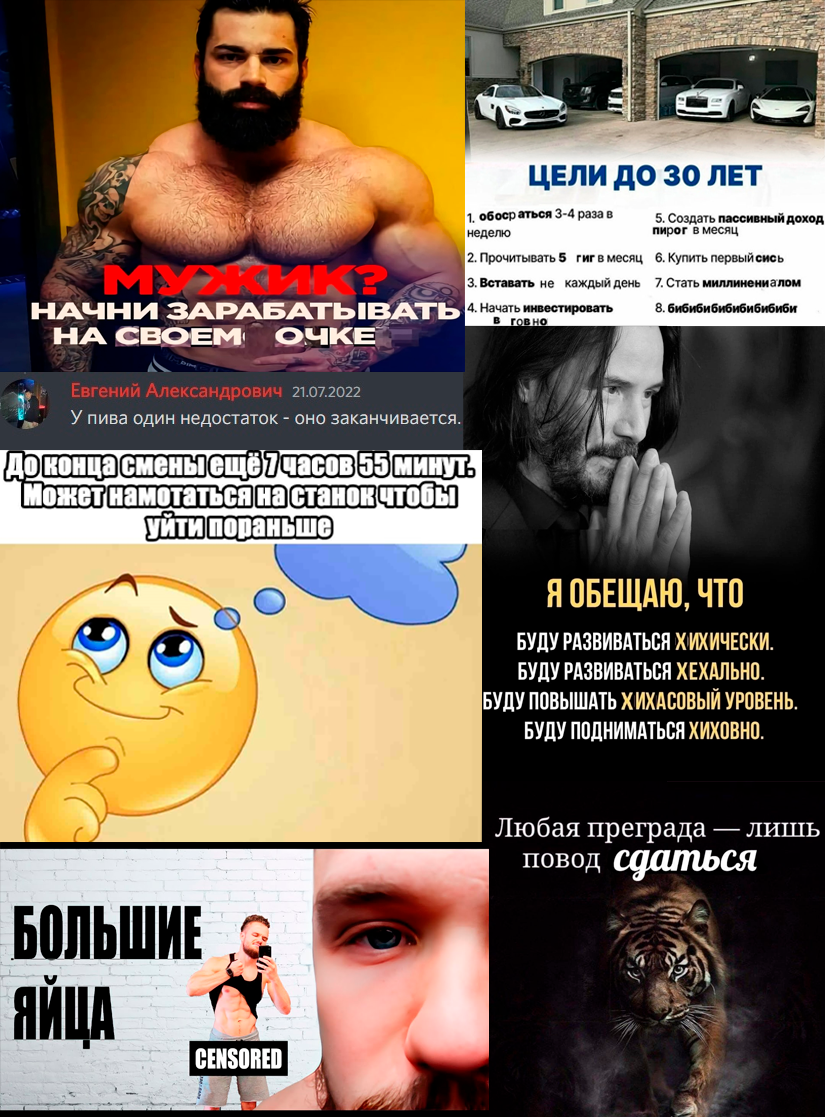 МУЖИК?
НАЧНИ ЗАРАБАТЫВАТЬ
НА СВОЕМ ОЧКЕ
ЦЕЛИ ДО 30 ЛЕТ
1. обосраться 3-4 раза в
неделю
2. Прочитывать 5 гиг в месяц
3. Вставать не каждый день
4. Начать инвестировать
в говно
5. Создать пассивный доход
пирог в месяц
6. Купить первый сись
7. Стать миллинениалом
8. бибибибибибибибиби
Евгений Александрович 21.07.2022
У пива один недостаток - оно заканчивается.
До конца смены ещё 7 часов 55 минут.
Может намотаться на станок чтобы
уйти пораньше
Я ОБЕЩАЮ, ЧТО
БУДУ РАЗВИВАТЬСЯ ХИХИЧЕСКИ.
БУДУ РАЗВИВАТЬСЯ ХЕХАЛЬНО.
БУДУ ПОВЫШАТЬ ХИХАСОВЫЙ УРОВЕНЬ.
БУДУ ПОДНИМАТЬСЯ ХИХОВНО.
Любая преграда — лишь
повод сдаться
БОЛЬШИЕ
ЯЙЦА
CENSORED